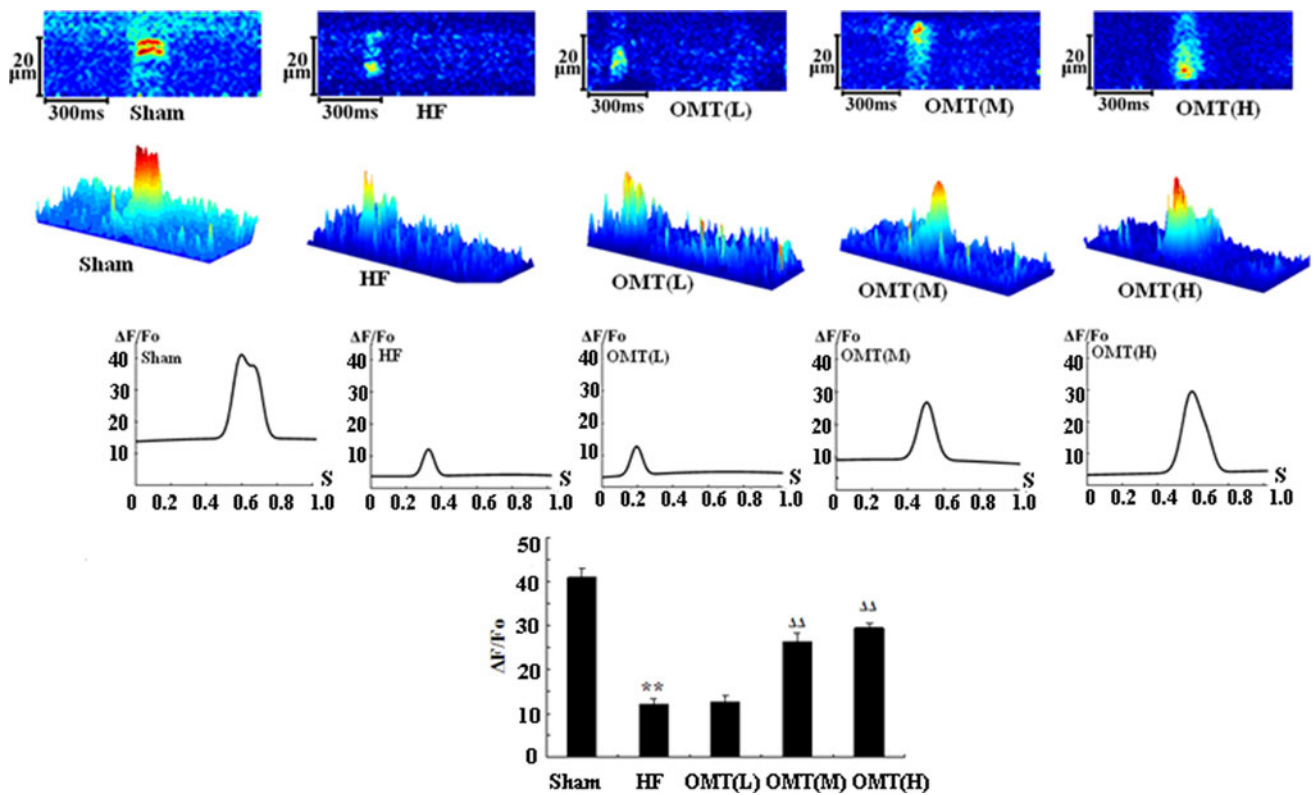 20 μm 20 μm 20 μm 20 μm 20 μm
300ms Sham 300ms HF 300ms OMT(L) 300ms OMT(M) 300ms OMT(H)
Sham HF OMT(L) OMT(M) OMT(H)
ΔF/Fo ΔF/Fo ΔF/Fo ΔF/Fo ΔF/Fo
Sham HF OMT(L) OMT(M) OMT(H)
40 40 40 40 40
30 30 30 30 30
20 20 20 20 20
10 10 10 10 10
S S S S S
0 0.2 0.4 0.6 0.8 1.0 0 0.2 0.4 0.6 0.8 1.0 0 0.2 0.4 0.6 0.8 1.0 0 0.2 0.4 0.6 0.8 1.0 0 0.2 0.4 0.6 0.8 1.0
ΔF/Fo
50
40
30
20
10
0
**
Sham HF OMT(L) OMT(M) OMT(H)